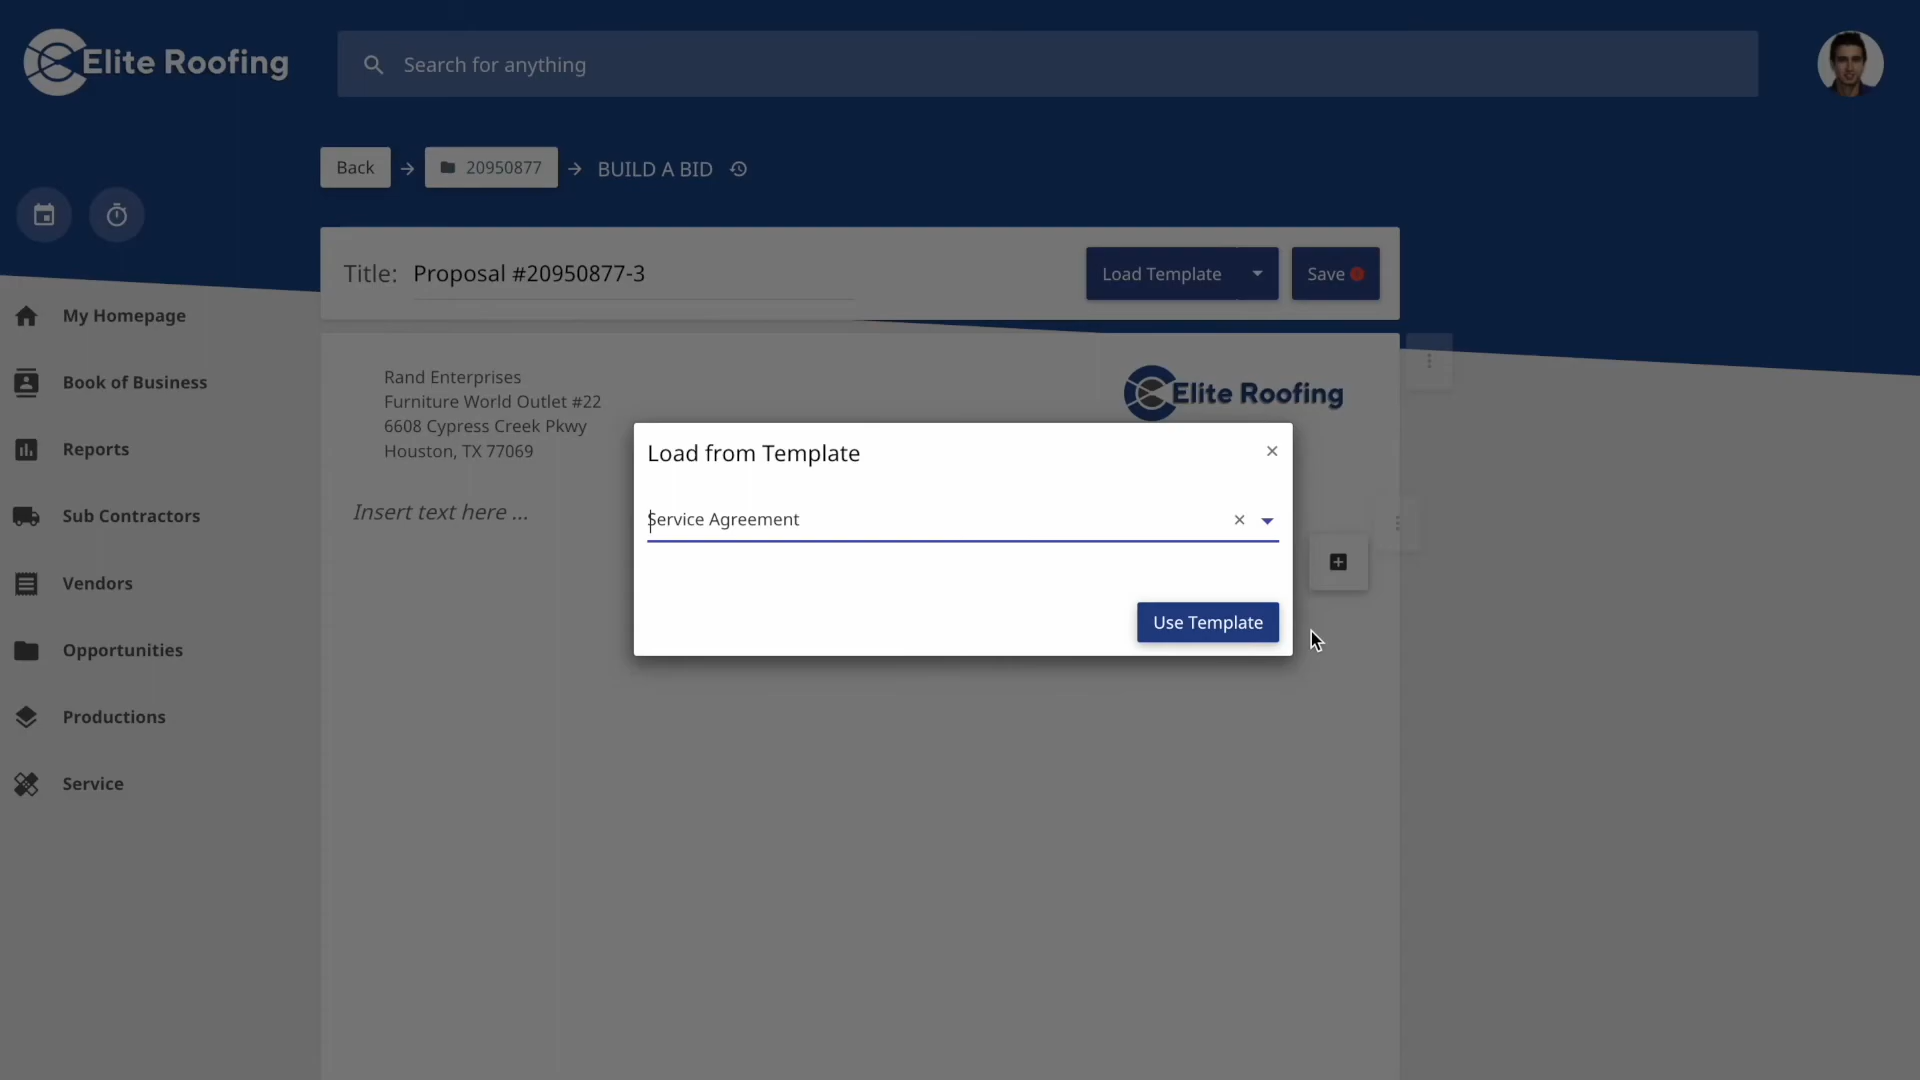 Elite Roofing
Search for anything
Back
20950877
BUILD A BID
Title: Proposal #20950877-3
Load Template
Save
My Homepage
Book of Business
Reports
Sub Contractors
Vendors
Opportunities
Productions
Service
Rand Enterprises
Furniture World Outlet #22
6608 Cypress Creek Pkwy
Houston, TX 77069
Elite Roofing
Insert text here ...
Load from Template
Service Agreement
Use Template